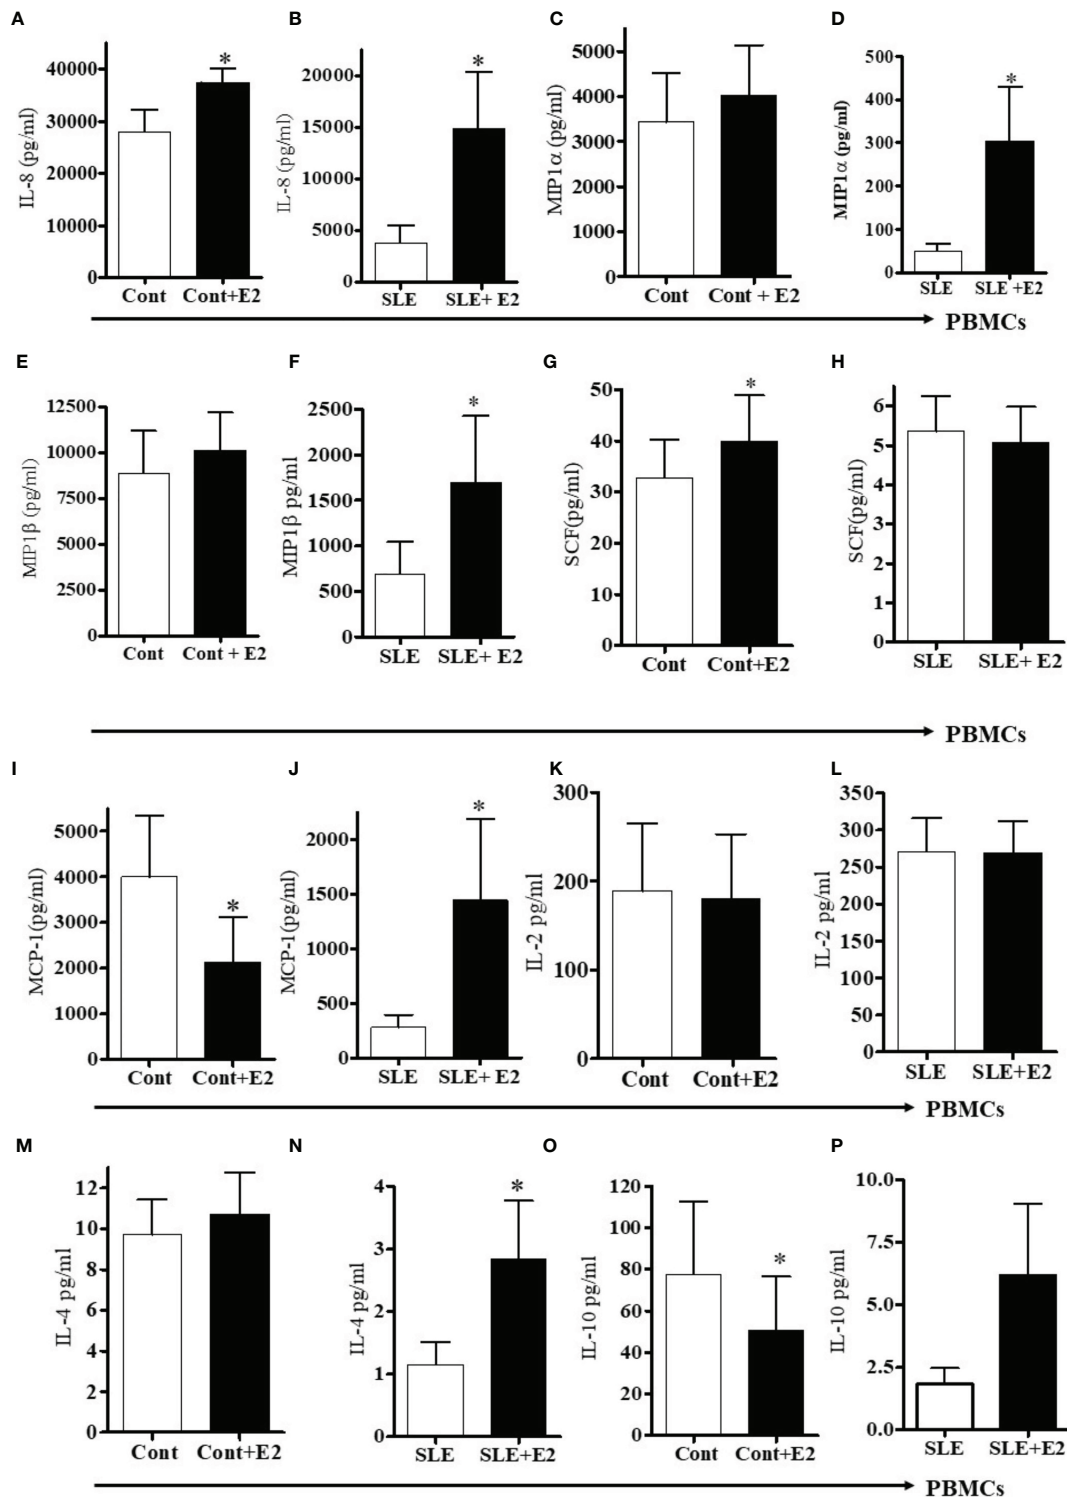 A B C D
IL-8 (pg/ml)
40000
30000
20000
10000
0
*
Cont Cont+E2
IL-8 (pg/ml)
20000
15000
10000
5000
0
*
SLE SLE+ E2
MIP1α (pg/ml)
5000
4000
3000
2000
1000
0
Cont Cont + E2
MIP1α (pg/ml)
500
400
300
200
100
0
*
SLE SLE +E2
PBMCs
E F G H
MIP1β (pg/ml)
12500
10000
7500
5000
2500
0
Cont Cont + E2
MIP1β pg/ml
2500
2000
1500
1000
500
0
*
SLE SLE+ E2
SCF(pg/ml)
50
40
30
20
10
0
*
Cont Cont+E2
SCF(pg/ml)
6
5
4
3
2
1
0
SLE SLE+ E2
PBMCs
I J K L
MCP-1(pg/ml)
5000
4000
3000
2000
1000
0
*
Cont Cont+E2
MCP-1(pg/ml)
2000
1500
1000
500
0
*
SLE SLE+ E2
IL-2 pg/ml
300
200
100
0
Cont Cont+E2
IL-2 pg/ml
350
300
250
200
150
100
50
0
SLE SLE+E2
PBMCs
M N O P
IL-4 pg/ml
12
10
8
6
4
2
0
Cont Cont+E2
IL-4 pg/ml
4
3
2
1
0
*
SLE SLE+E2
IL-10 pg/ml
120
100
80
60
40
20
0
*
Cont Cont+E2
IL-10 pg/ml
10.0
7.5
5.0
2.5
0.0
SLE SLE+E2
PBMCs